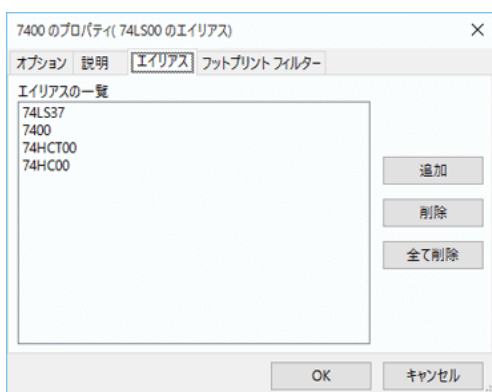 7400 のプロパティ( 74LS00 のエイリアス)
オプション 説明 エイリアス フットプリント フィルター
エイリアスの一覧
74LS37
7400
74HCT00
74HC00
追加
削除
全て削除
OK キャンセル